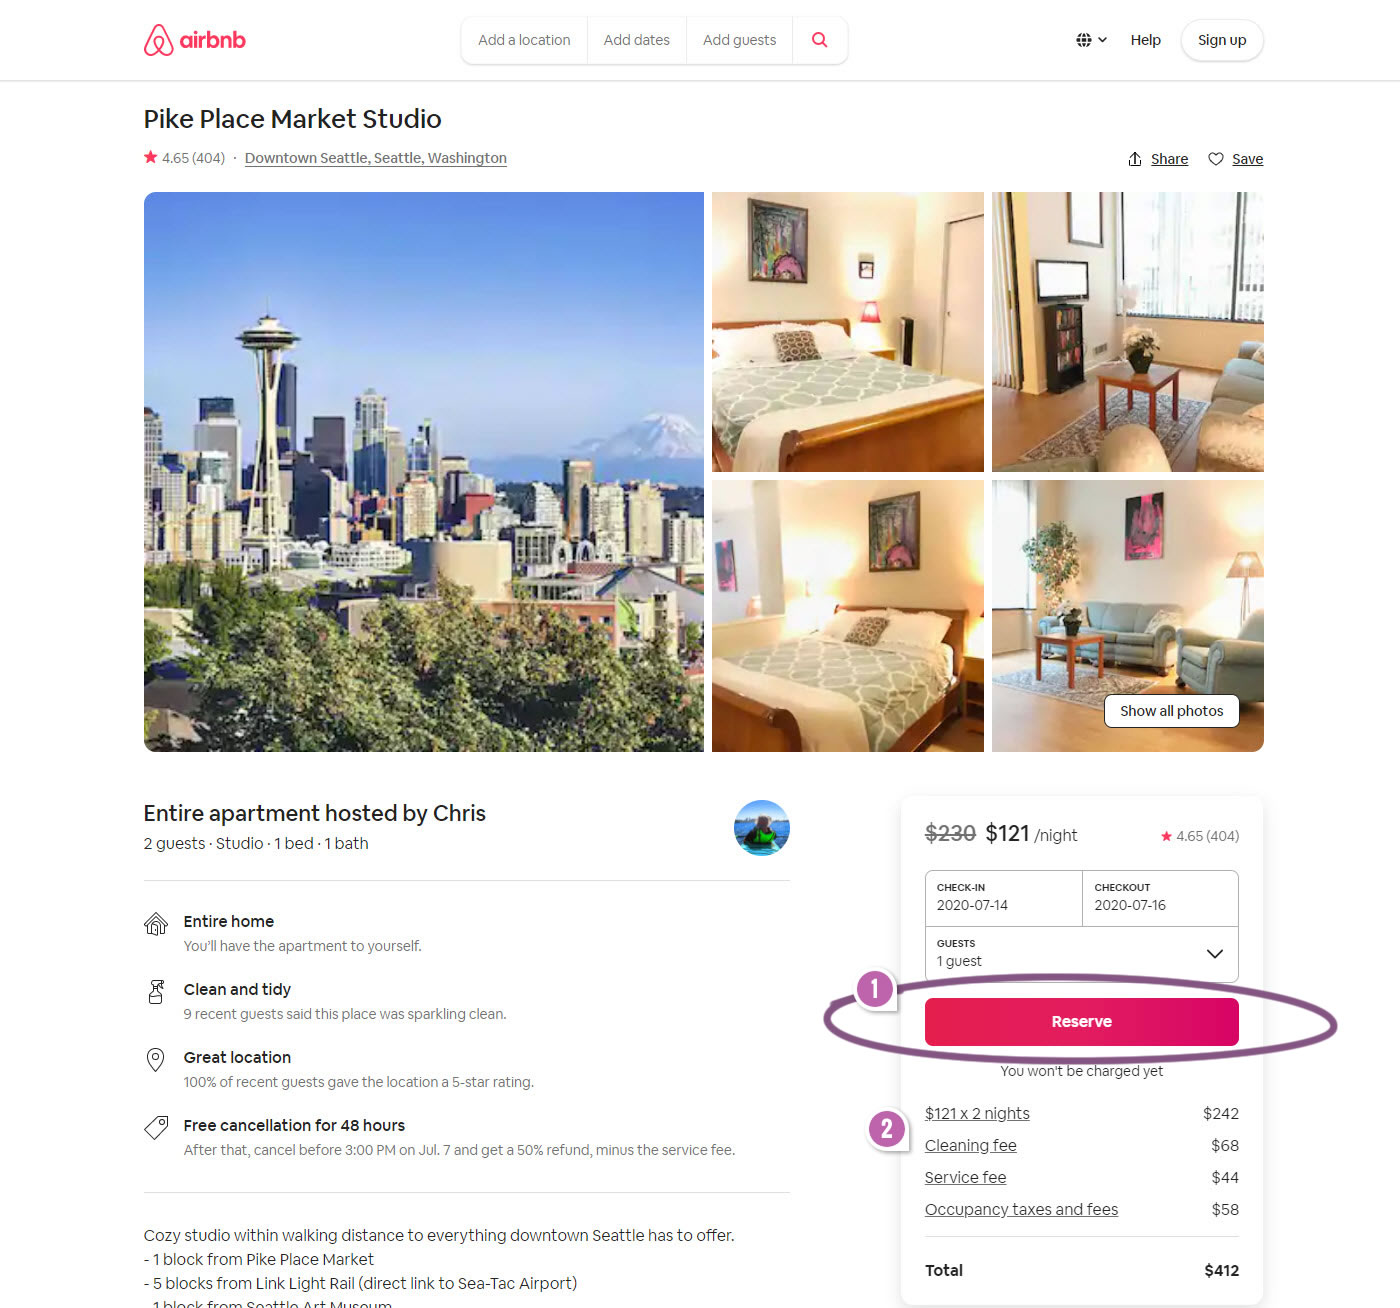 airbnb
Add a location Add dates Add guests
Help Sign up
Pike Place Market Studio
4.65 (404) · Downtown Seattle, Seattle, Washington
Share Save
Show all photos
Entire apartment hosted by Chris
2 guests · Studio · 1 bed · 1 bath
Entire home
You'll have the apartment to yourself.
Clean and tidy
9 recent guests said this place was sparkling clean.
Great location
100% of recent guests gave the location a 5-star rating.
Free cancellation for 48 hours
After that, cancel before 3:00 PM on Jul. 7 and get a 50% refund, minus the service fee.
Cozy studio within walking distance to everything downtown Seattle has to offer.
- 1 block from Pike Place Market
- 5 blocks from Link Light Rail (direct link to Sea-Tac Airport)
- 1 block from Seattle Art Museum
$230 $121 /night 4.65 (404)
CHECK-IN CHECKOUT
2020-07-14 2020-07-16
GUESTS
1 guest
1
Reserve
You won't be charged yet
2
$121 x 2 nights $242
Cleaning fee $68
Service fee $44
Occupancy taxes and fees $58
Total $412